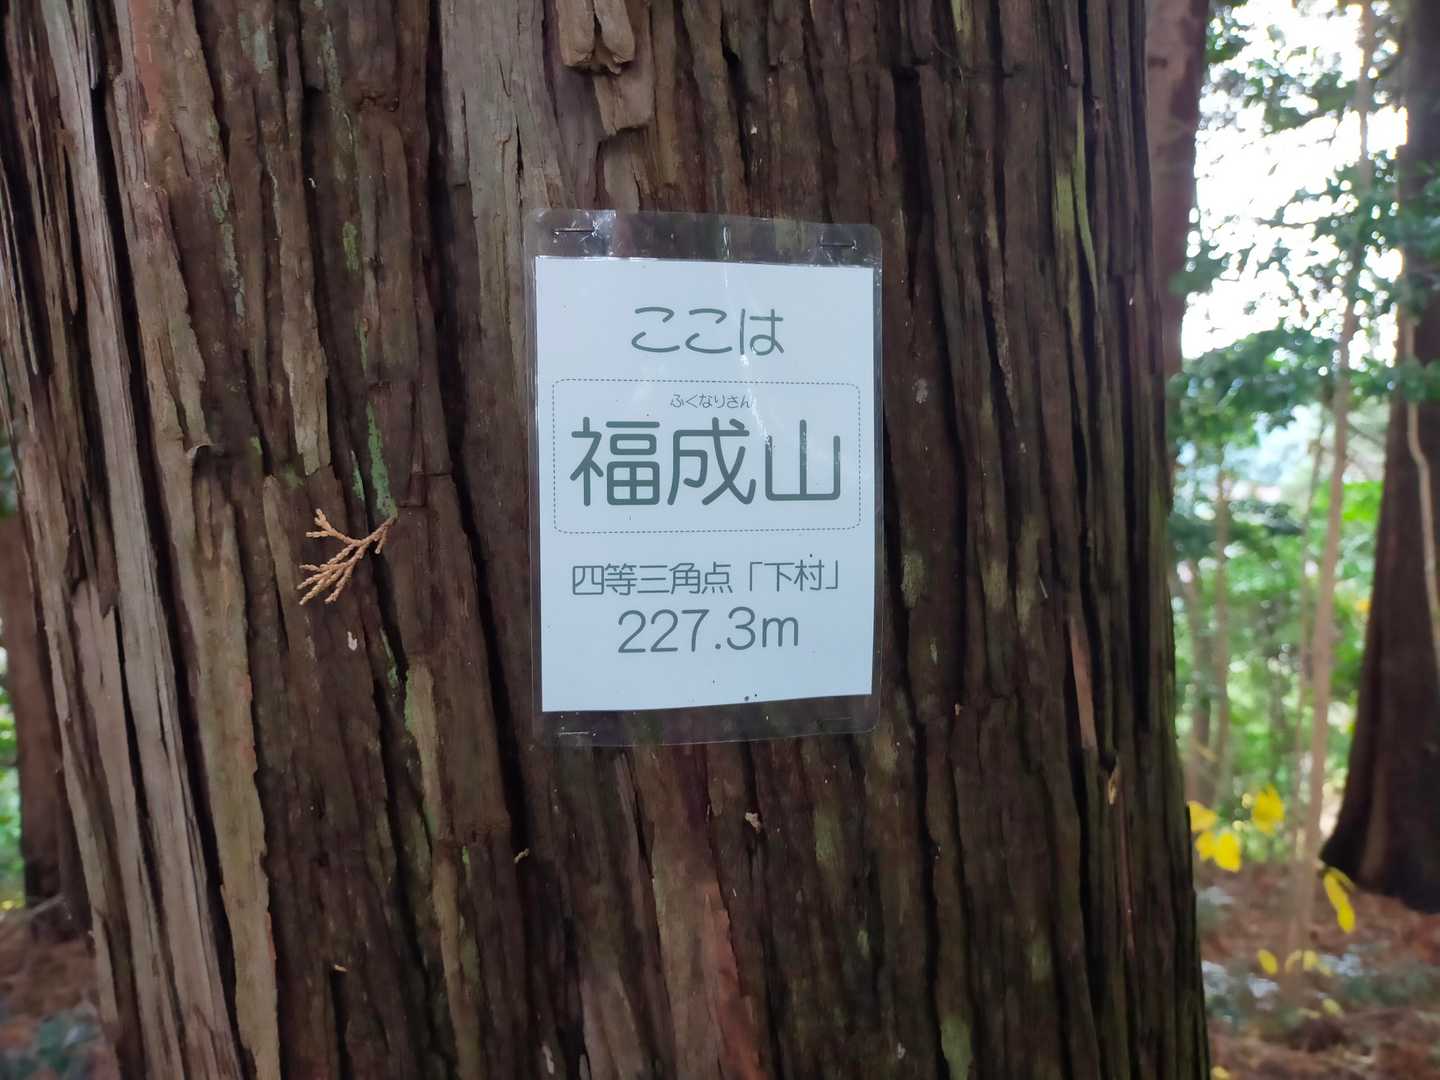 ここは
ふくなりさん
福成山
四等三角点「下村」
227.3m